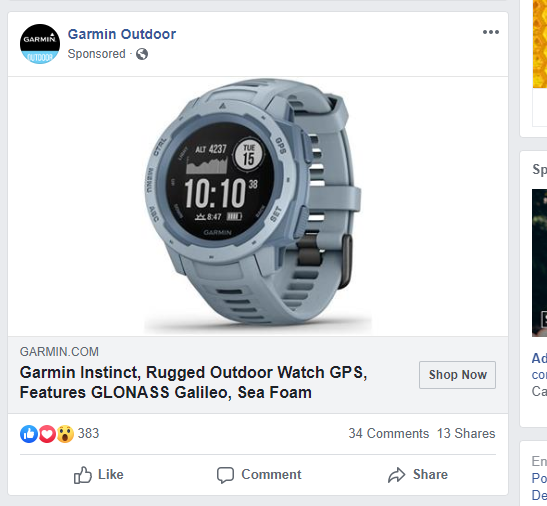 GARMIN
OUTDOOR
Garmin Outdoor
Sponsored ·
ALT 4237
TUE
15
10:10 38
8:47
GARMIN
CTRL
MENU
ABC
GPS
SET
GARMIN.COM
Garmin Instinct, Rugged Outdoor Watch GPS,
Features GLONASS Galileo, Sea Foam
Shop Now
383
34 Comments 13 Shares
Like
Comment
Share
Sp
Ad
co
Ca
En
Po
De